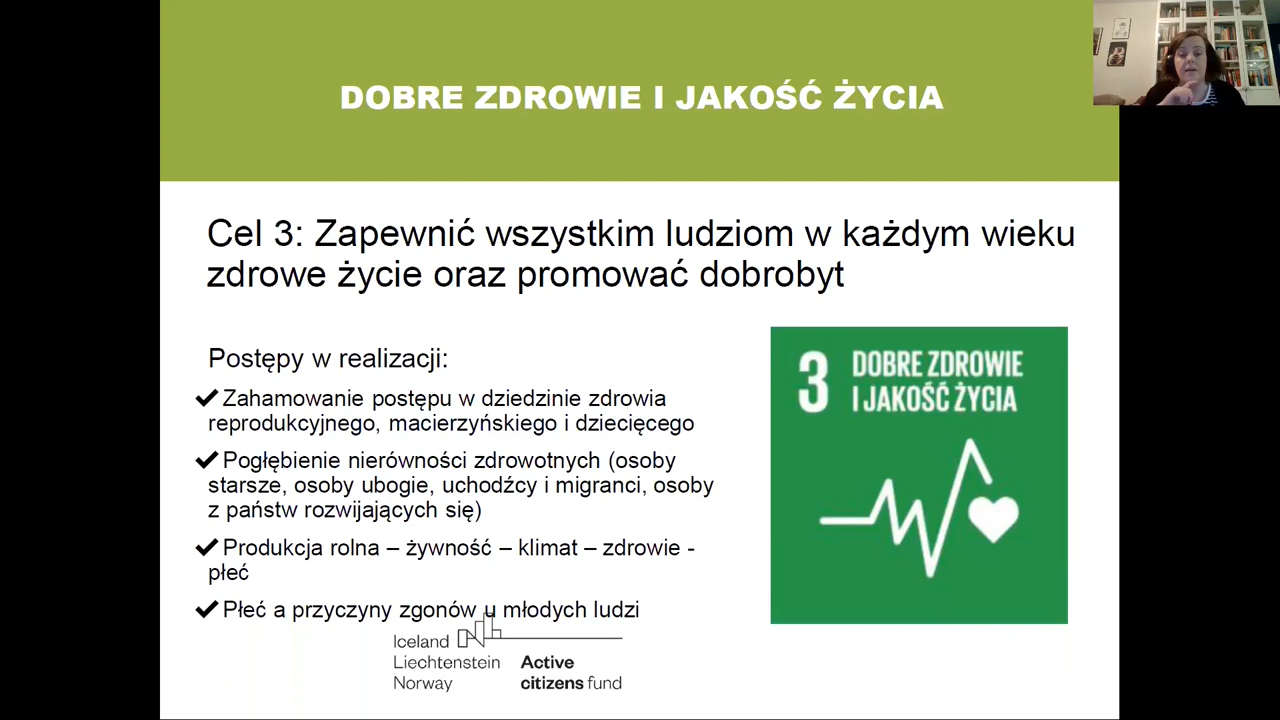 DOBRE ZDROWIE I JAKOŚĆ ŻYCIA
Cel 3: Zapewnić wszystkim ludziom w każdym wieku
zdrowe życie oraz promować dobrobyt
Postępy w realizacji:
Zahamowanie postępu w dziedzinie zdrowia
reprodukcyjnego, macierzyńskiego i dziecięcego
Pogłębienie nierówności zdrowotnych (osoby
starsze, osoby ubogie, uchodźcy i migranci, osoby
z państw rozwijających się)
Produkcja rolna – żywność – klimat – zdrowie -
płeć
Płeć a przyczyny zgonów u młodych ludzi
3 DOBRE ZDROWIE
I JAKOŚĆ ŻYCIA
Iceland
Liechtenstein Active
Norway citizens fund